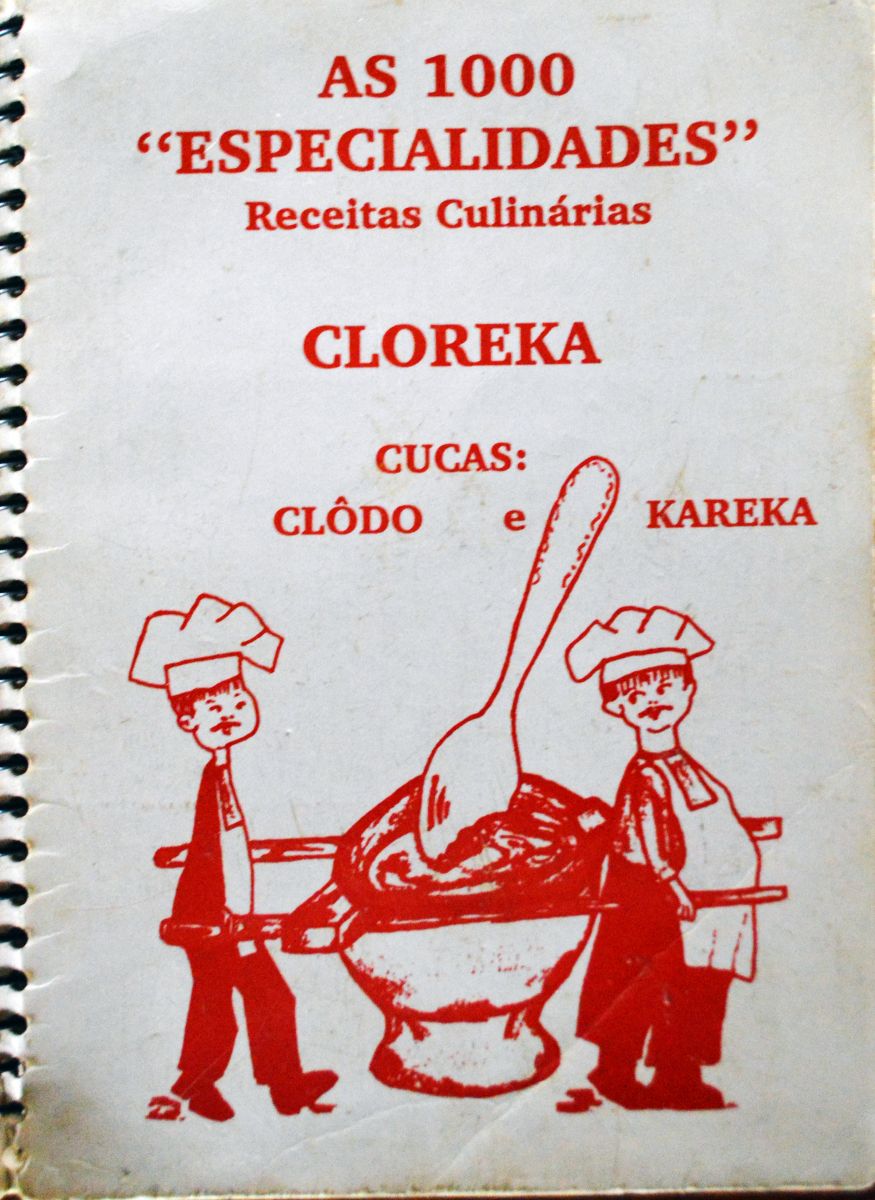 AS 1000
“ESPECIALIDADES”
Receitas Culinárias
CLOREKA
CUCAS:
CLÔDO e KAREKA